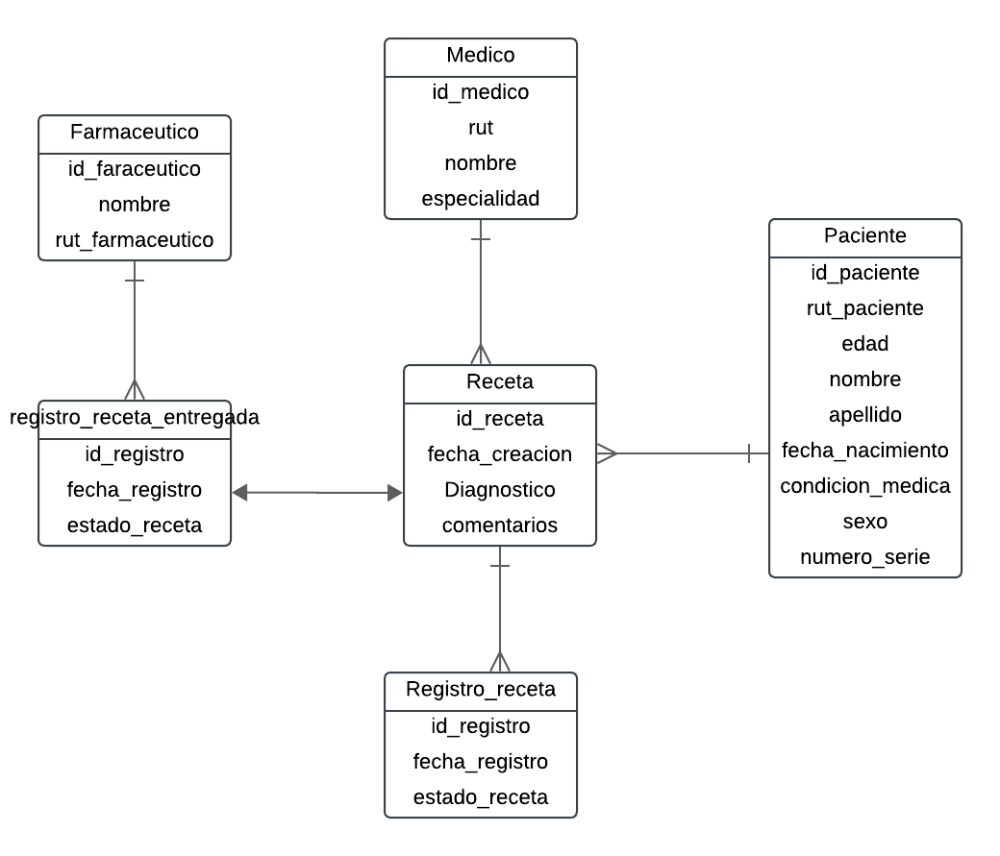 Medico
id_medico
rut
nombre
especialidad
Farmaceutico
id_faraceutico
nombre
rut_farmaceutico
Paciente
id_paciente
rut_paciente
edad
nombre
apellido
fecha_nacimiento
condicion_medica
sexo
numero_serie
registro_receta_entregada
id_registro
fecha_registro
estado_receta
Receta
id_receta
fecha_creacion
Diagnostico
comentarios
Registro_receta
id_registro
fecha_registro
estado_receta